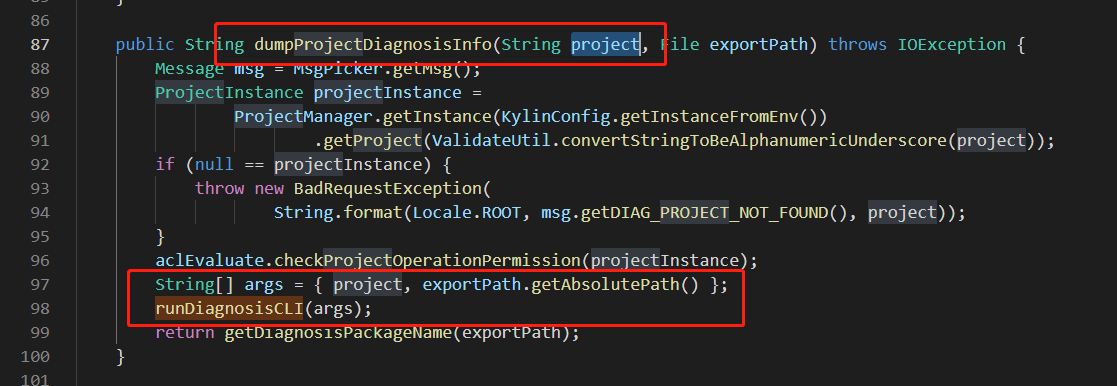 86
87 public String dumpProjectDiagnosisInfo(String project, File exportPath) throws IOException {
88 Message msg = MsgPicker.getMsg();
89 ProjectInstance projectInstance =
90 ProjectManager.getInstance(KylinConfig.getInstanceFromEnv())
91 .getProject(ValidateUtil.convertStringToBeAlphanumericUnderscore(project));
92 if (null == projectInstance) {
93 throw new BadRequestException(
94 String.format(Locale.ROOT, msg.getDIAG_PROJECT_NOT_FOUND(), project));
95 }
96 aclEvaluate.checkProjectOperationPermission(projectInstance);
97 String[] args = { project, exportPath.getAbsolutePath() };
98 runDiagnosisCLI(args);
99 return getDiagnosisPackageName(exportPath);
100 }
101